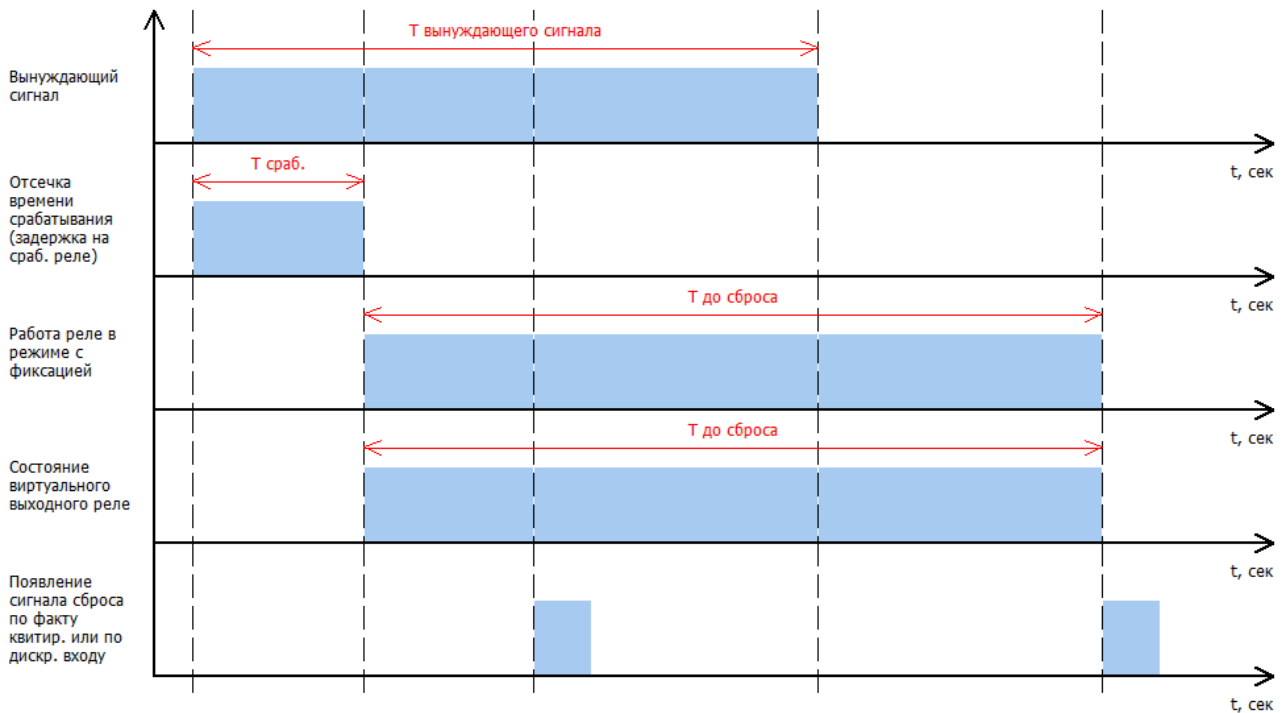 Т вынуждающего сигнала
Вынуждающий
сигнал
t, сек
Т сраб.
Отсечка
времени
срабатывания
(задержка на
сраб. реле)
t, сек
Т до сброса
Работа реле в
режиме с
фиксацией
t, сек
Т до сброса
Состояние
виртуального
выходного реле
t, сек
Появление
сигнала сброса
по факту
квитир. или по
дискр. входу
t, сек